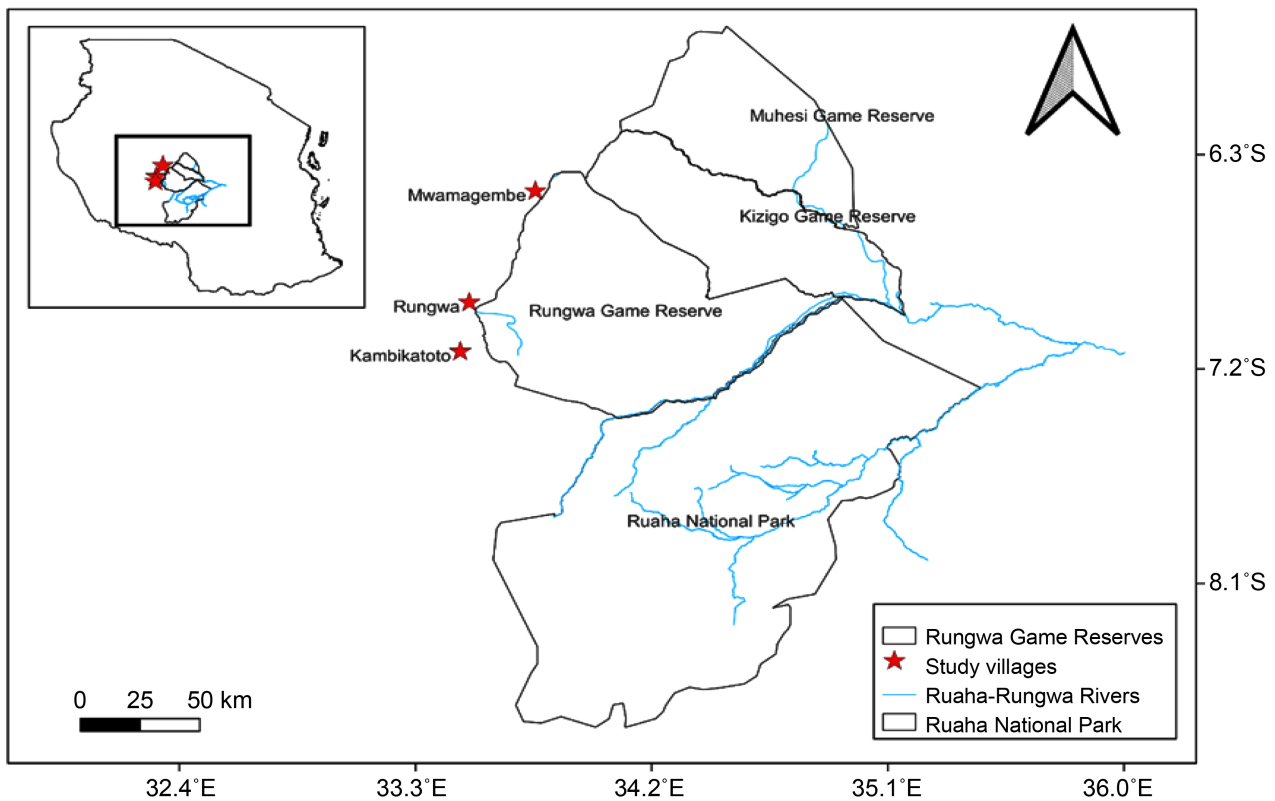 Muhesi Game Reserve
6.3°S
Mwamagembe
Kizigo Game Reserve
Rungwa
Rungwa Game Reserve
Kambikatoto
7.2°S
Ruaha National Park
8.1°S
Rungwa Game Reserves
Study villages
Ruaha-Rungwa Rivers
Ruaha National Park
0 25 50 km
32.4°E 33.3°E 34.2°E 35.1°E 36.0°E